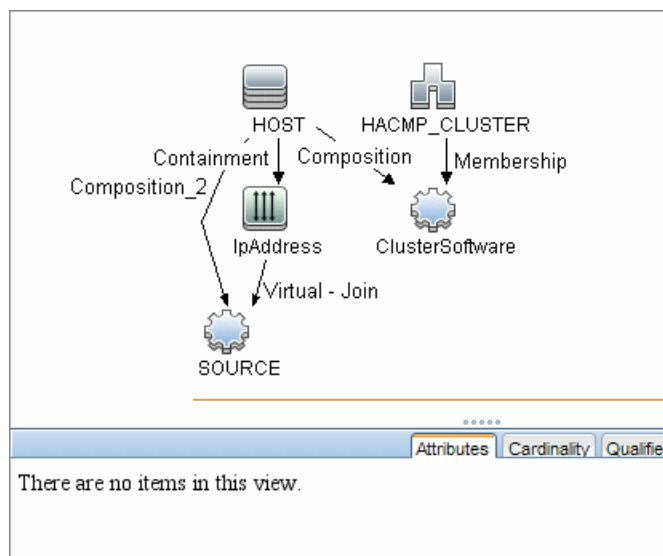 HOST
HACMP_CLUSTER
Containment
Composition
Membership
Composition_2
IpAddress
ClusterSoftware
Virtual - Join
SOURCE
Attributes
Cardinality
Qualifie
There are no items in this view.